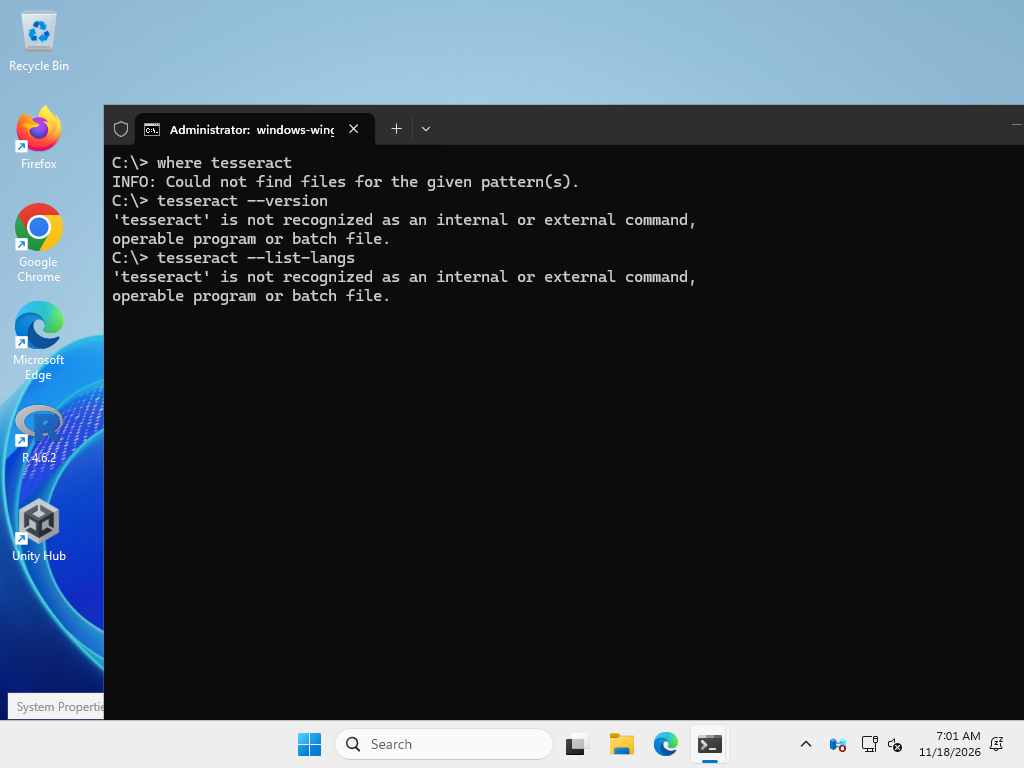 Recycle Bin
Firefox
Google
Chrome
Microsoft
Edge
R 4.6.2
Unity Hub
System Propertie
Administrator: windows-wing
C:\> where tesseract
INFO: Could not find files for the given pattern(s).
C:\> tesseract --version
'tesseract' is not recognized as an internal or external command,
operable program or batch file.
C:\> tesseract --list-langs
'tesseract' is not recognized as an internal or external command,
operable program or batch file.
Search
7:01 AM
11/18/2026